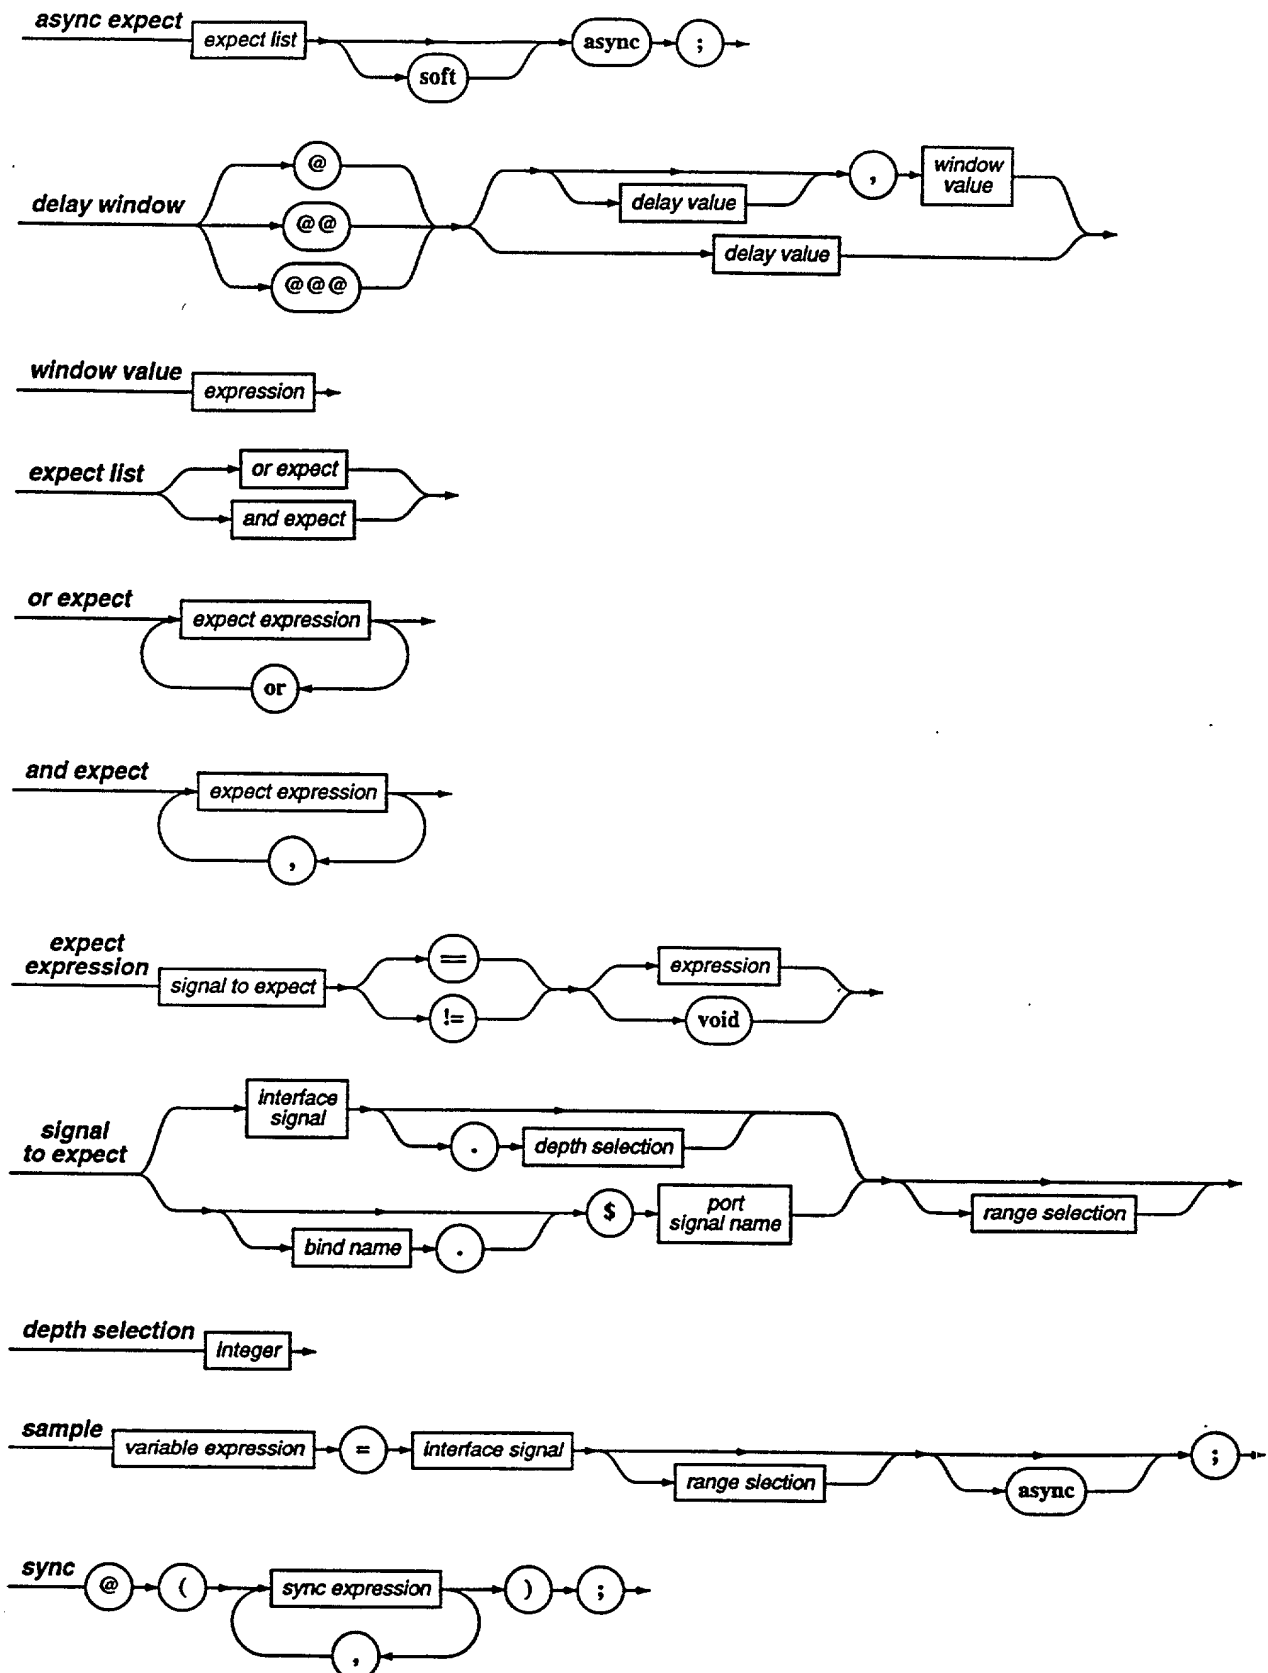 async expect
expect list
async
;
soft
@
delay window
@@
@@@
delay value
,
window
value
delay value
window value
expression
expect list
or expect
and expect
or expect
expect expression
or
and expect
expect expression
,
expect
expression
signal to expect
==
!=
expression
void
signal
to expect
interface
signal
.
depth selection
bind name
.
$
port
signal name
range selection
depth selection
integer
sample
variable expression
=
interface signal
range slection
async
;
sync
@
(
sync expression
,
)
;